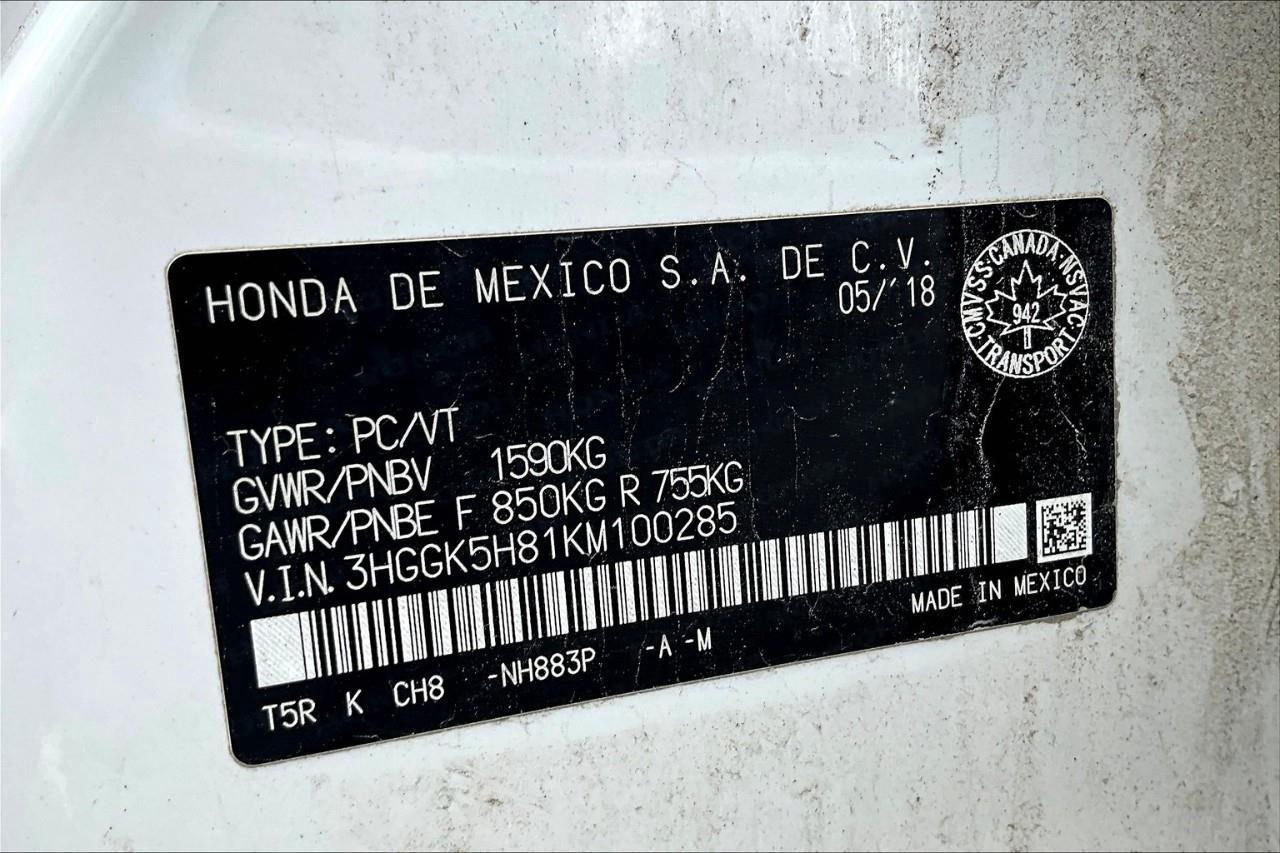 HONDA DE MEXICO S.A. DE C.V.
05/'18
CMVSS·CANADA·NSVAC·TRANSPORT·
942
TYPE: PC/VT
GVWR/PNBV 1590KG
GAWR/PNBE F 850KG R 755KG
V.I.N. 3HGGK5H81KM100285
MADE IN MEXICO
T5R K CH8 -NH883P -A -M